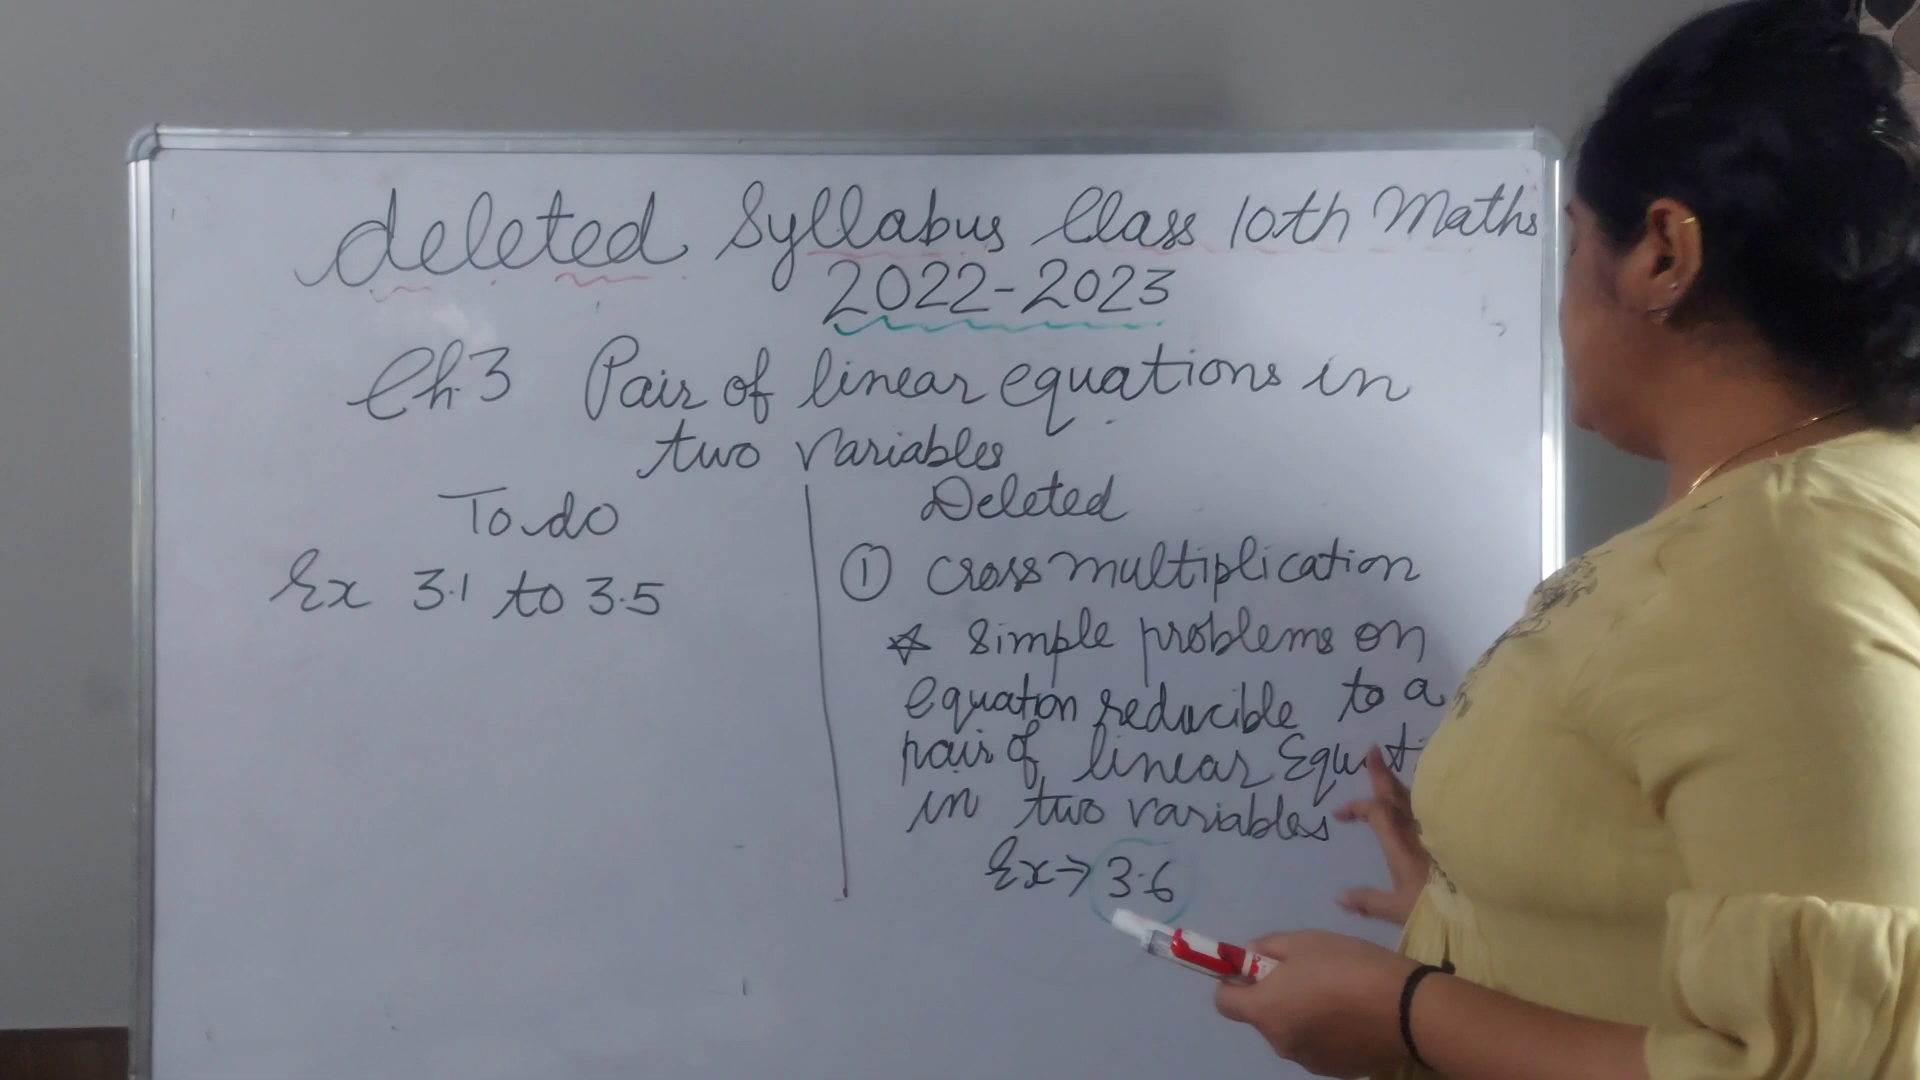 deleted Syllabus Class 10th Maths
2022-2023
Ch.3 Pair of linear equations in
two variables
To do
Ex 3.1 to 3.5
Deleted
① cross multiplication
☆ simple problems on
equation reducible to a
pair of linear Equati
in two variables
Ex → 3.6